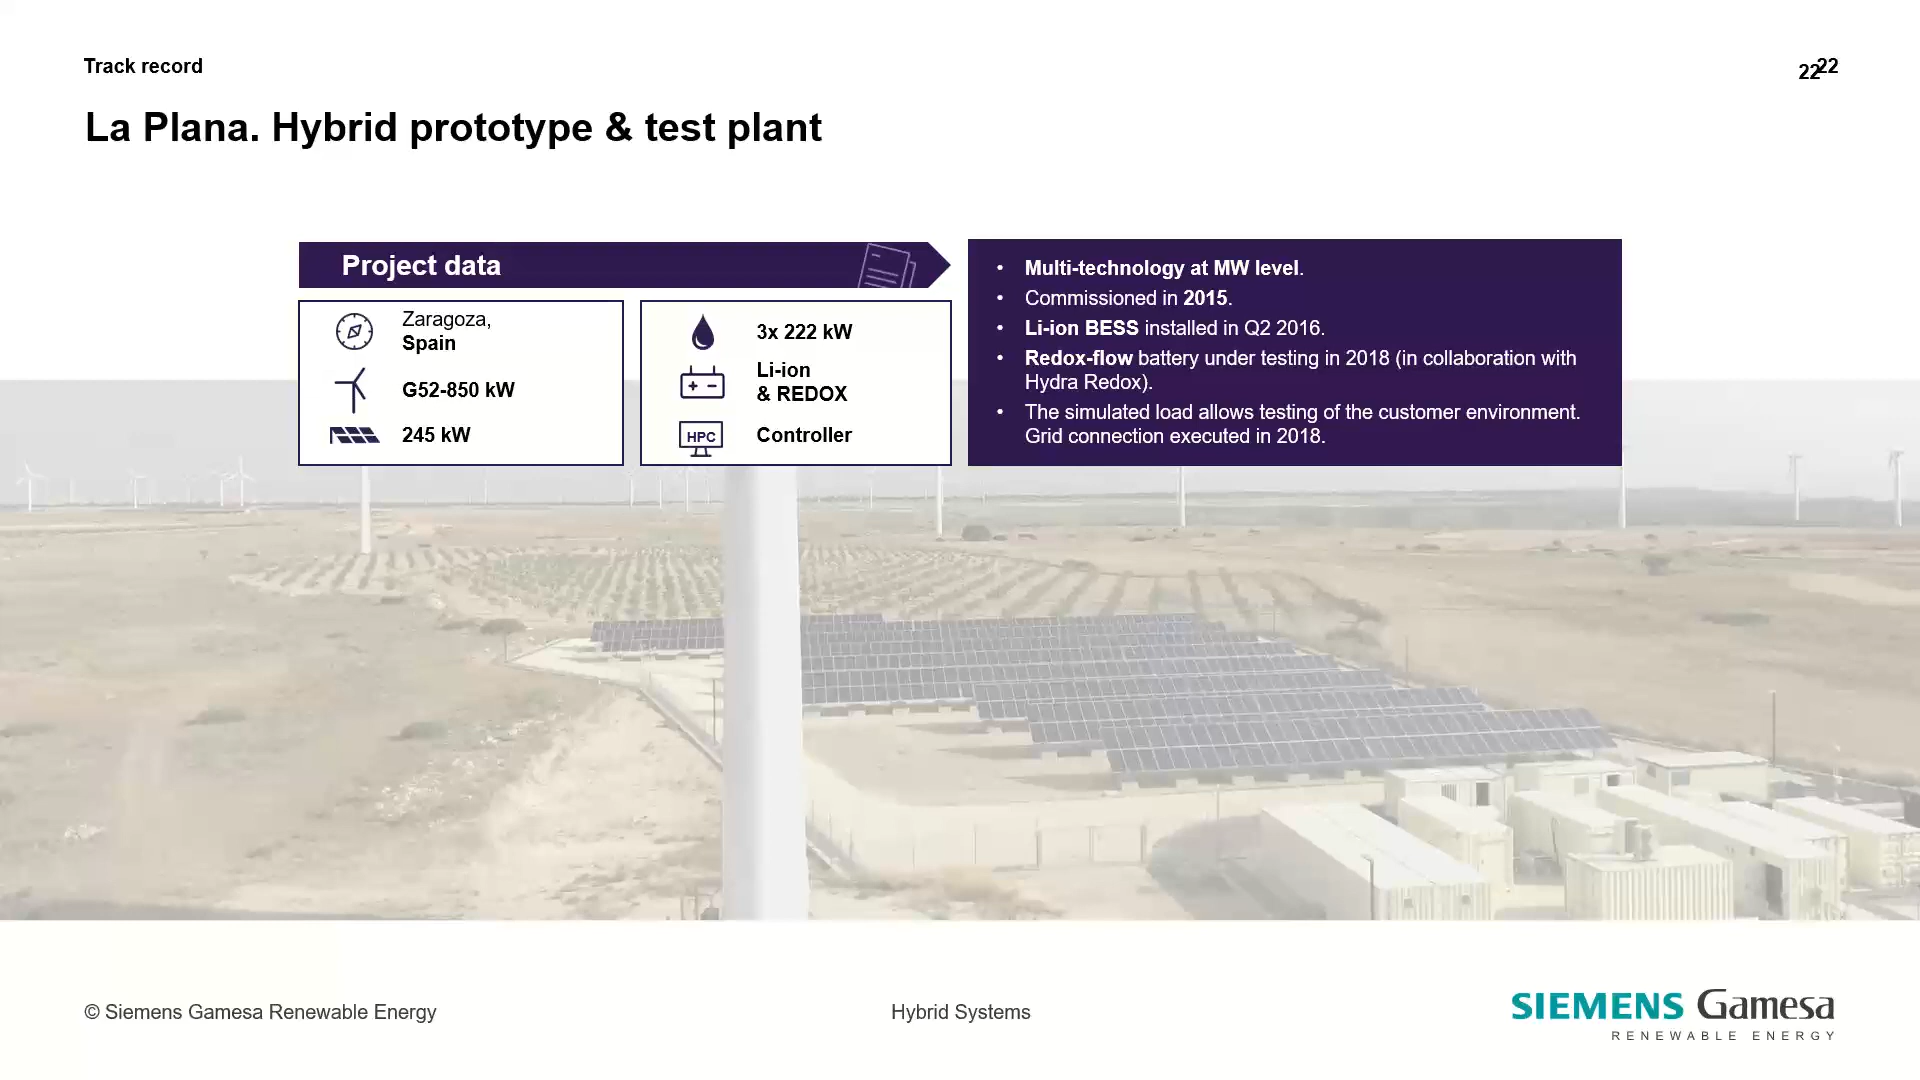 Track record
22
22
La Plana. Hybrid prototype & test plant
Project data
Zaragoza,
Spain
G52-850 kW
245 kW
3x 222 kW
Li-ion
& REDOX
HPC
Controller
• Multi-technology at MW level.
• Commissioned in 2015.
• Li-ion BESS installed in Q2 2016.
• Redox-flow battery under testing in 2018 (in collaboration with
Hydra Redox).
• The simulated load allows testing of the customer environment.
Grid connection executed in 2018.
© Siemens Gamesa Renewable Energy
Hybrid Systems
SIEMENS Gamesa
RENEWABLE ENERGY